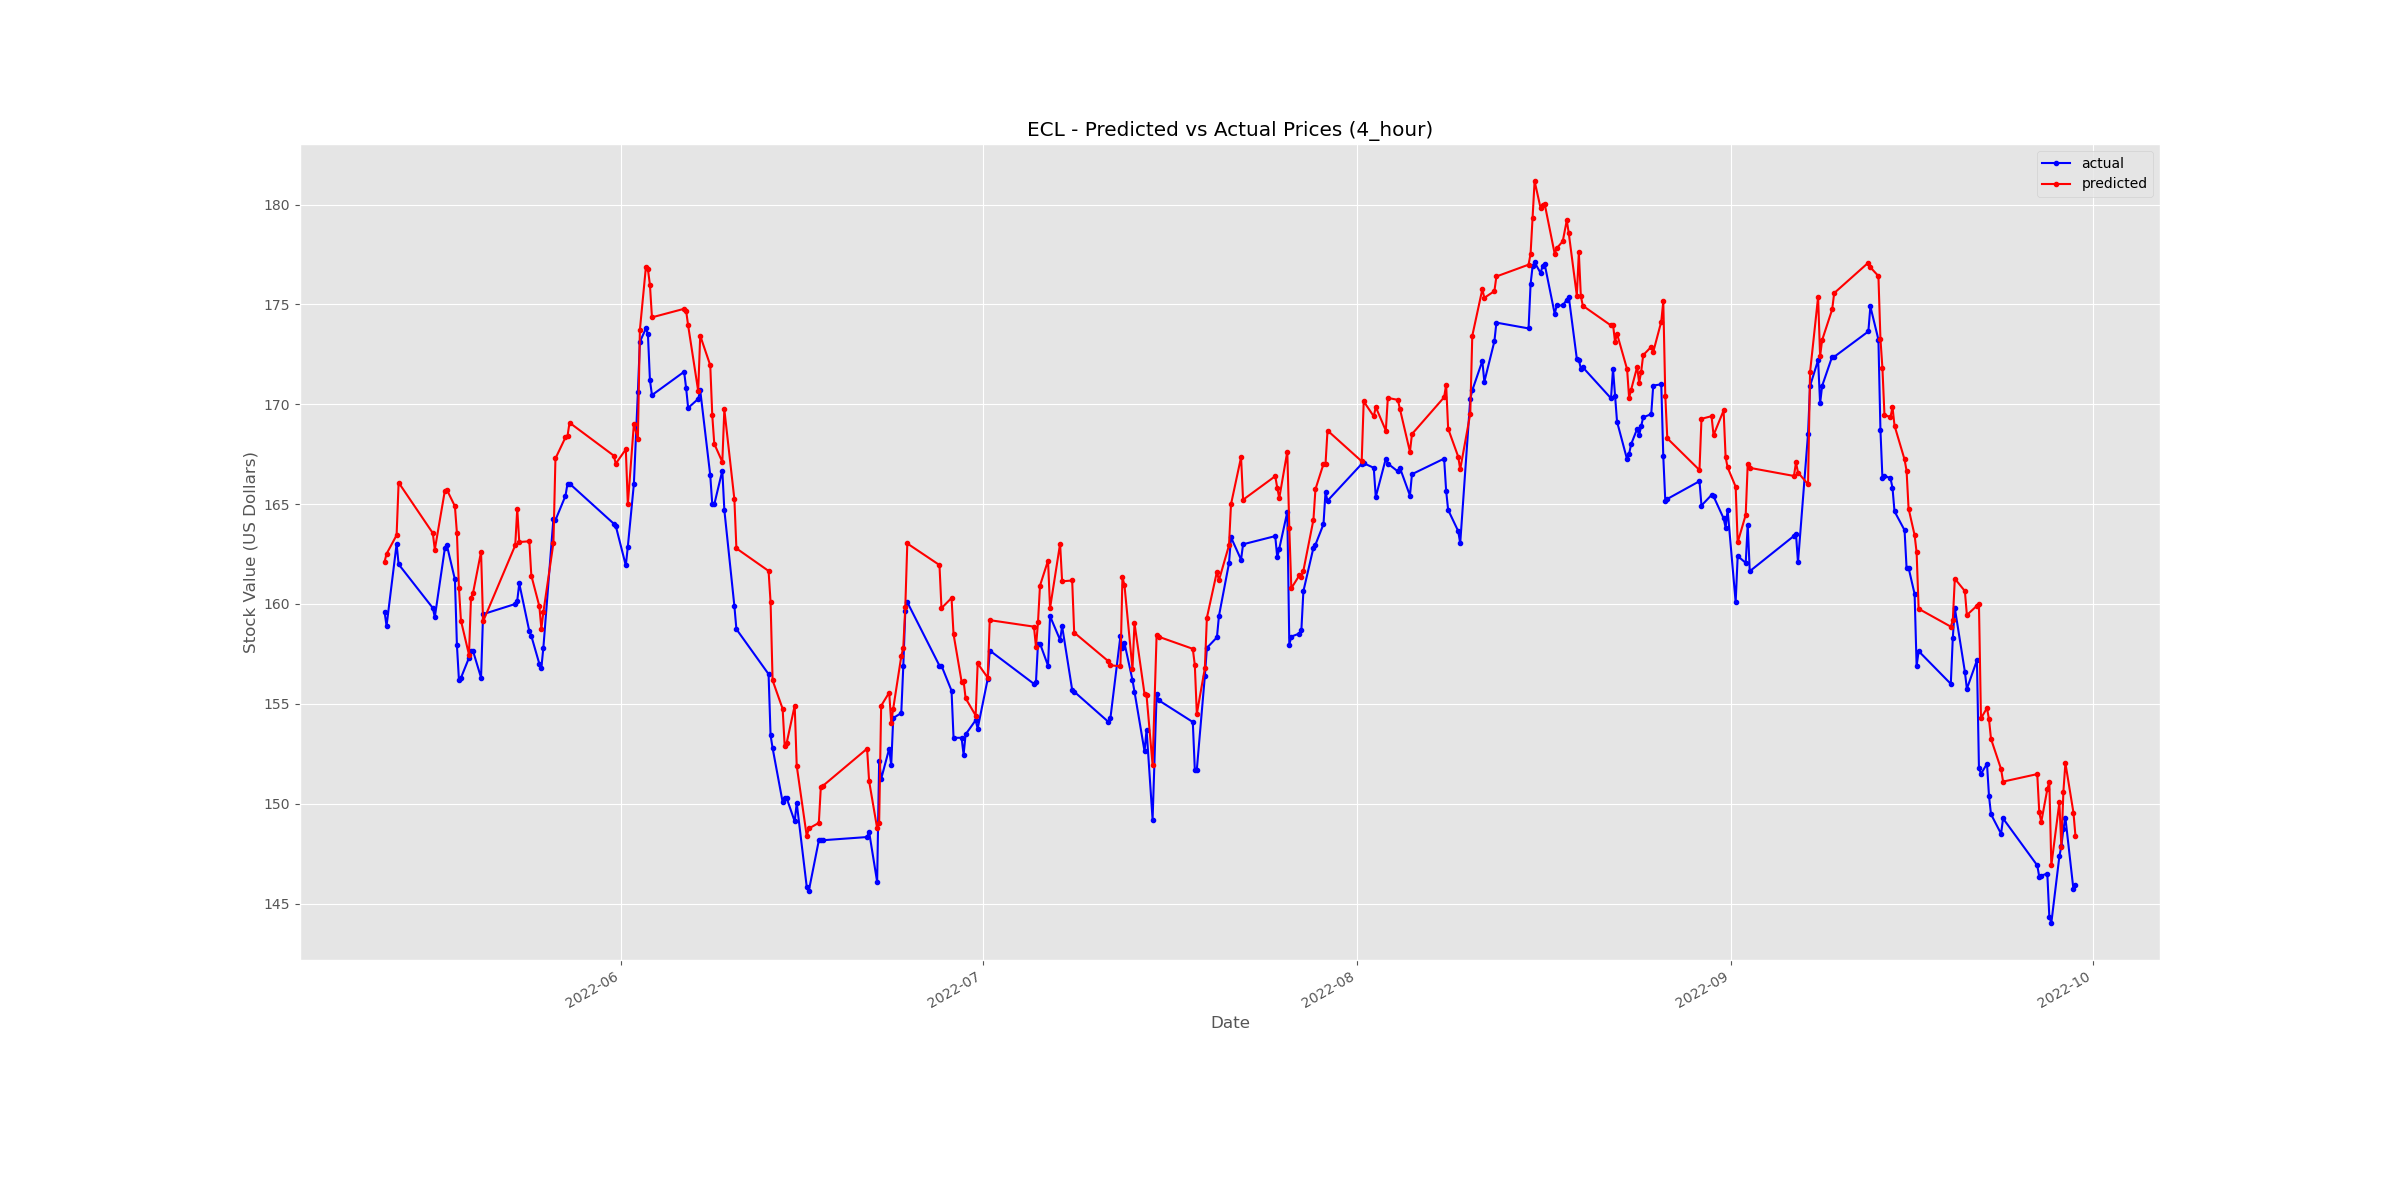 ECL - Predicted vs Actual Prices (4_hour)
actual
predicted
Stock Value (US Dollars)
180
175
170
165
160
155
150
145
2022-06
2022-07
2022-08
2022-09
2022-10
Date